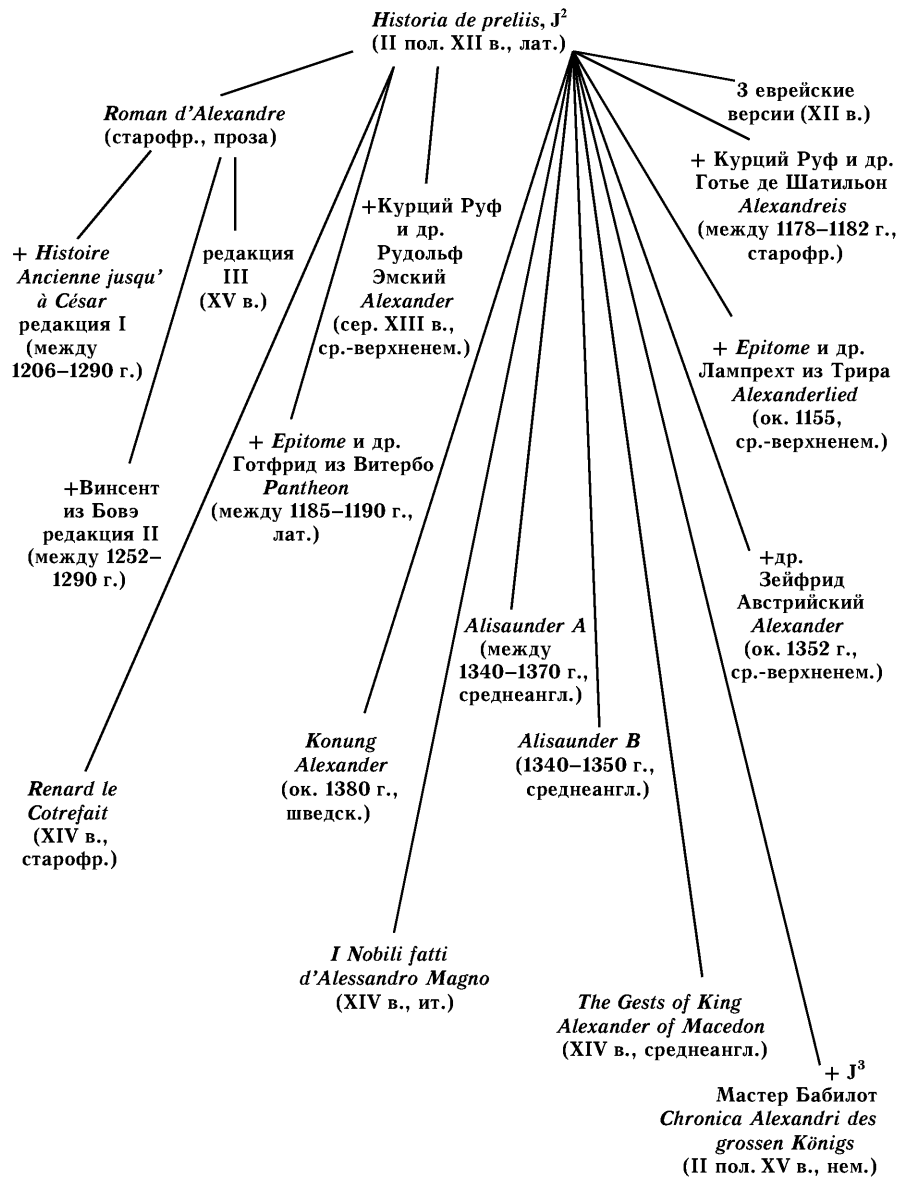 Historia de preliis, J²
(II пол. XII в., лат.)
Roman d'Alexandre
(старофр., проза)
3 еврейские
версии (XII в.)
+ Курций Руф и др.
Готье де Шатильон
Alexandreis
(между 1178–1182 г.,
старофр.)
+Курций Руф
и др.
Рудольф
Эмский
Alexander
(сер. XIII в.,
ср.-верхненем.)
+ Histoire
Ancienne jusqu'
à César
редакция I
(между
1206–1290 г.)
редакция
III
(XV в.)
+ Epitome и др.
Лампрехт из Трира
Alexanderlied
(ок. 1155,
ср.-верхненем.)
+ Epitome и др.
Готфрид из Витербо
Pantheon
(между 1185–1190 г.,
лат.)
+Винсент
из Бовэ
редакция II
(между 1252–
1290 г.)
+др.
Зейфрид
Австрийский
Alexander
(ок. 1352 г.,
ср.-верхненем.)
Alisaunder A
(между
1340–1370 г.,
среднеангл.)
Konung
Alexander
(ок. 1380 г.,
шведск.)
Alisaunder B
(1340–1350 г.,
среднеангл.)
Renard le
Cotrefait
(XIV в.,
старофр.)
I Nobili fatti
d'Alessandro Magno
(XIV в., ит.)
The Gests of King
Alexander of Macedon
(XIV в., среднеангл.)
+ J³
Мастер Бабилот
Chronica Alexandri des
grossen Königs
(II пол. XV в., нем.)